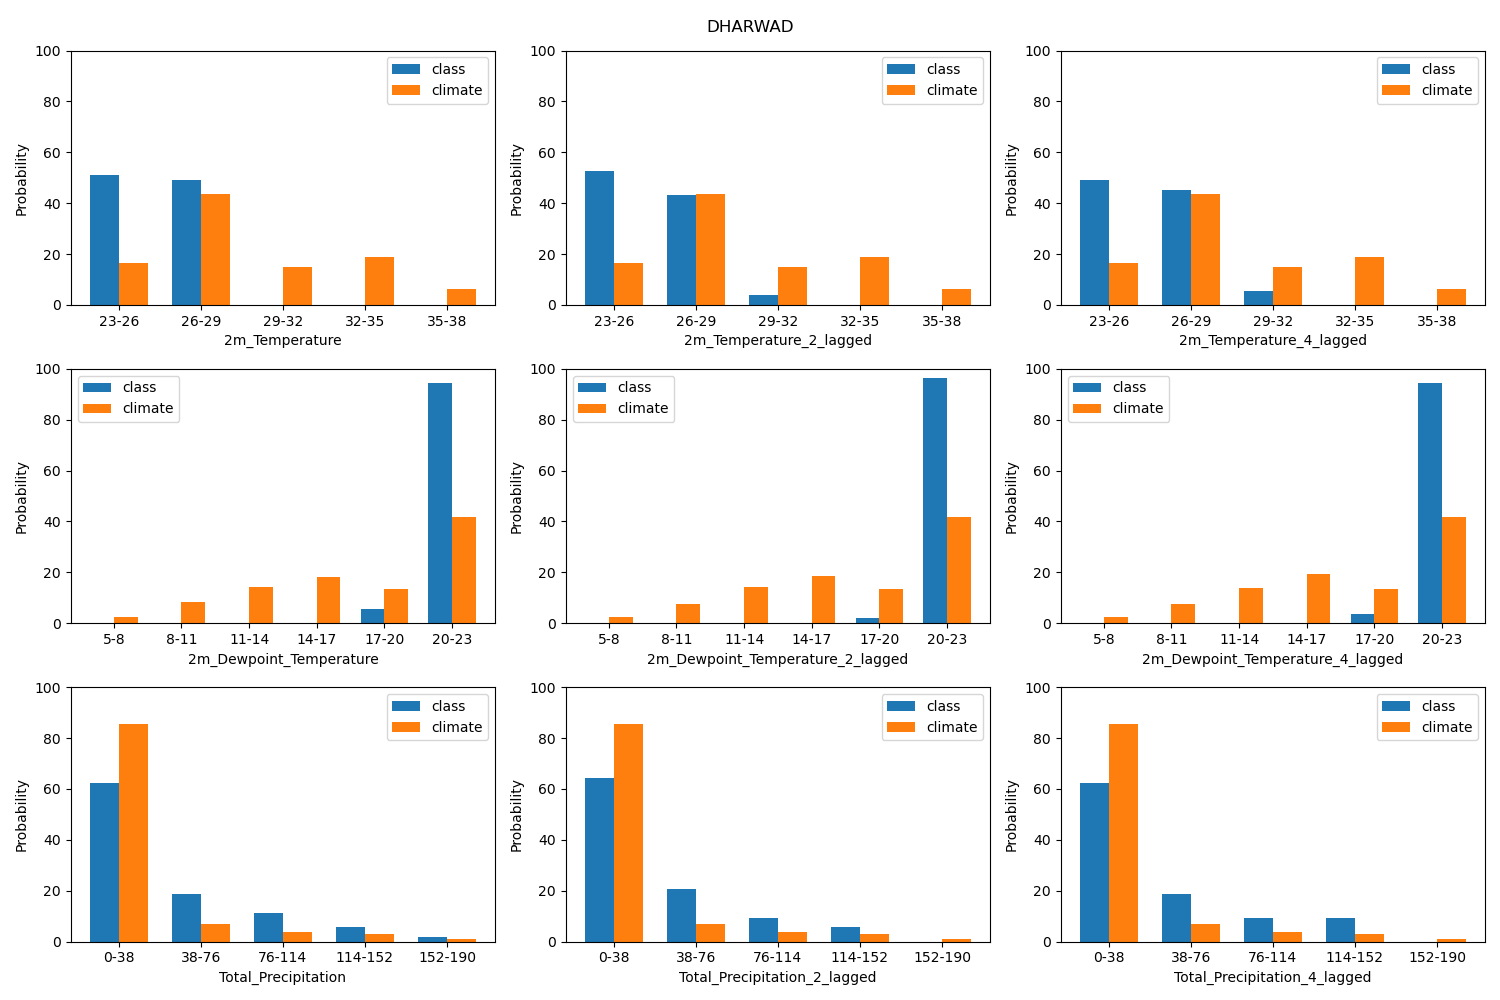 DHARWAD
100
80
60
40
20
0
Probability
class
climate
23-26 26-29 29-32 32-35 35-38
2m_Temperature
100
80
60
40
20
0
Probability
class
climate
23-26 26-29 29-32 32-35 35-38
2m_Temperature_2_lagged
100
80
60
40
20
0
Probability
class
climate
23-26 26-29 29-32 32-35 35-38
2m_Temperature_4_lagged
100
80
60
40
20
0
Probability
class
climate
5-8 8-11 11-14 14-17 17-20 20-23
2m_Dewpoint_Temperature
100
80
60
40
20
0
Probability
class
climate
5-8 8-11 11-14 14-17 17-20 20-23
2m_Dewpoint_Temperature_2_lagged
100
80
60
40
20
0
Probability
class
climate
5-8 8-11 11-14 14-17 17-20 20-23
2m_Dewpoint_Temperature_4_lagged
100
80
60
40
20
0
Probability
class
climate
0-38 38-76 76-114 114-152 152-190
Total_Precipitation
100
80
60
40
20
0
Probability
class
climate
0-38 38-76 76-114 114-152 152-190
Total_Precipitation_2_lagged
100
80
60
40
20
0
Probability
class
climate
0-38 38-76 76-114 114-152 152-190
Total_Precipitation_4_lagged